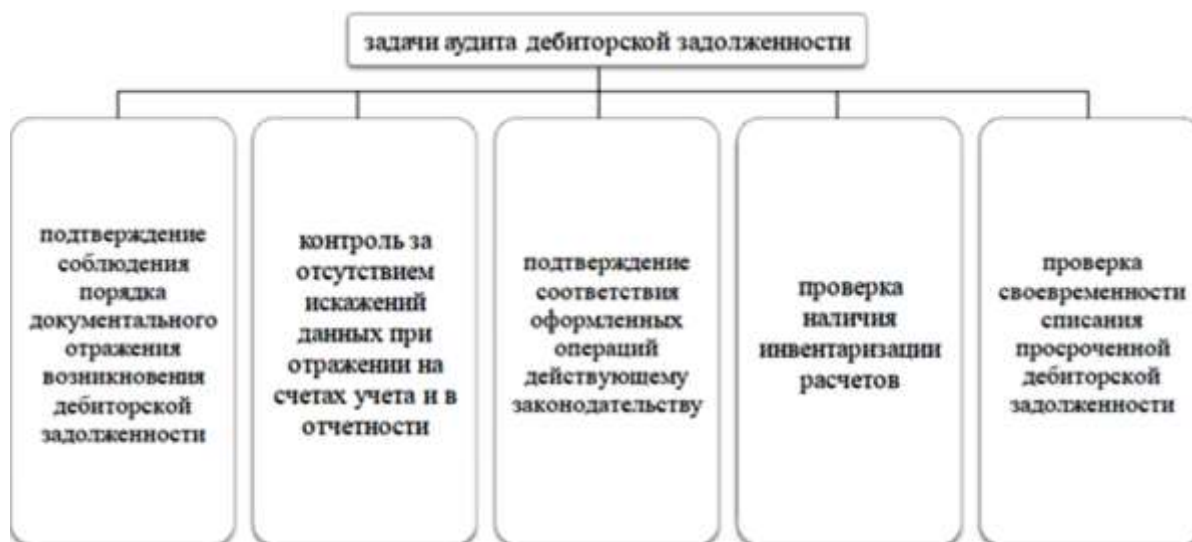 задачи аудита дебиторской задолженности
подтверждение
соблюдения
порядка
документального
отражения
возникновения
дебиторской
задолженности
контроль за
отсутствием
искажений
данных при
отражении на
счетах учета и в
отчетности
подтверждение
соответствия
оформленных
операций
действующему
законодательству
проверка
наличия
инвентаризации
расчетов
проверка
своевременности
списания
просроченной
дебиторской
задолженности